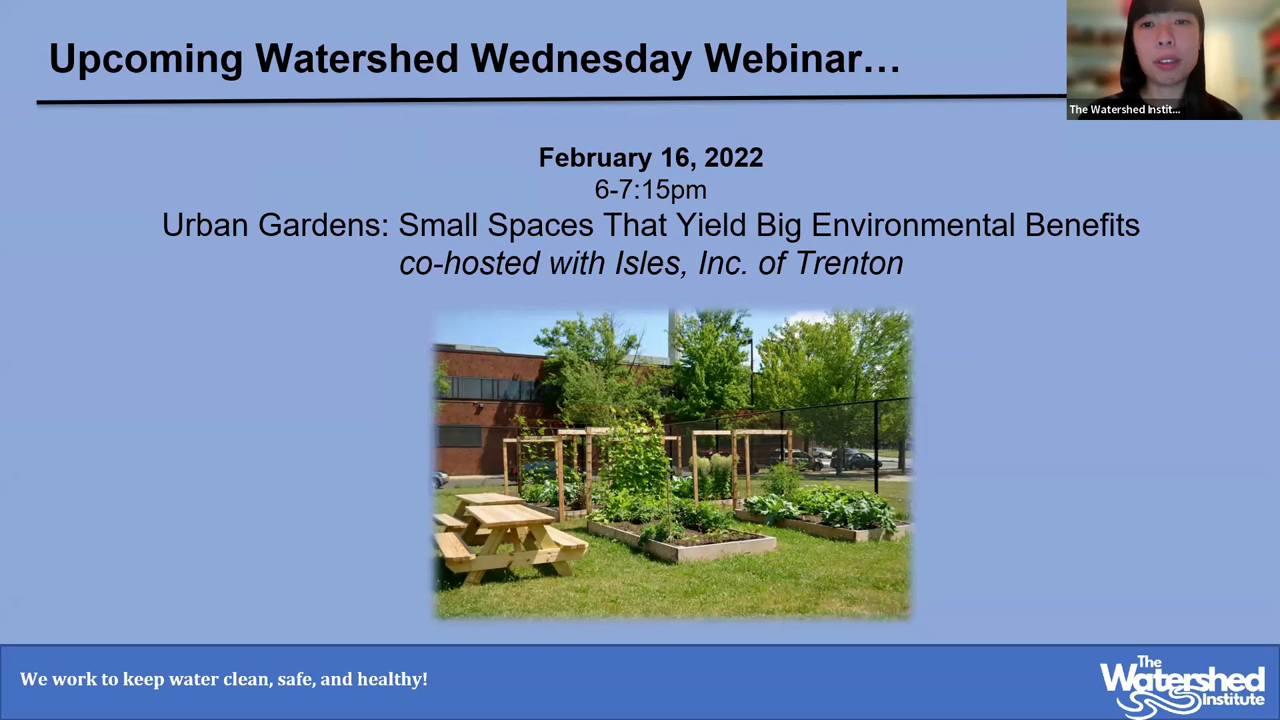 Upcoming Watershed Wednesday Webinar…
The Watershed Instit...
February 16, 2022
6-7:15pm
Urban Gardens: Small Spaces That Yield Big Environmental Benefits
co-hosted with Isles, Inc. of Trenton
We work to keep water clean, safe, and healthy!
The
Watershed
Institute